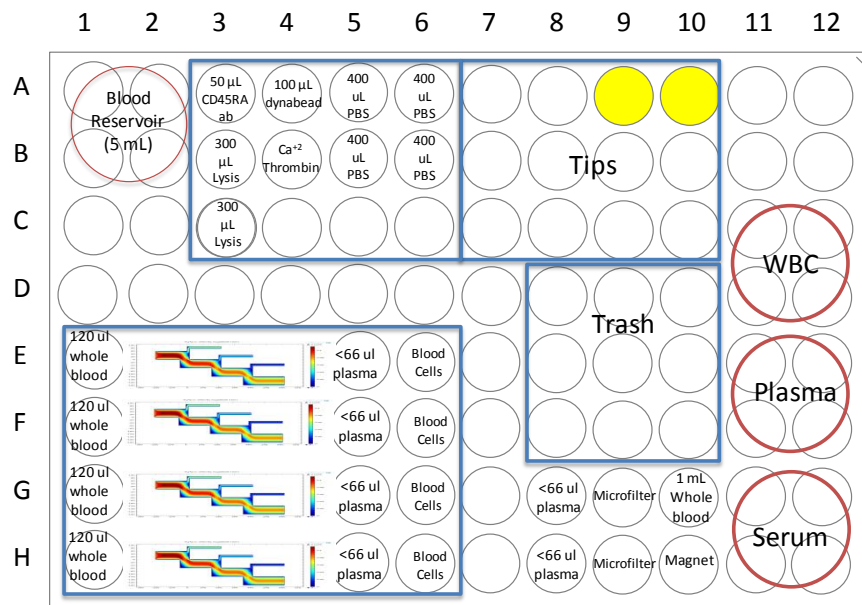 1 2 3 4 5 6 7 8 9 10 11 12
A
Blood
Reservoir
(5 mL)
50 µL
CD45RA
ab
100 µL
dynabead
400
uL
PBS
400
uL
PBS
B
300
µL
Lysis
Ca+2
Thrombin
400
uL
PBS
400
uL
PBS
Tips
C
300
µL
Lysis
WBC
D
Trash
E
120 ul
whole
blood
<66 ul
plasma
Blood
Cells
Plasma
F
120 ul
whole
blood
<66 ul
plasma
Blood
Cells
G
120 ul
whole
blood
<66 ul
plasma
Blood
Cells
<66 ul
plasma
Microfilter
1 mL
Whole
blood
Serum
H
120 ul
whole
blood
<66 ul
plasma
Blood
Cells
<66 ul
plasma
Microfilter
Magnet